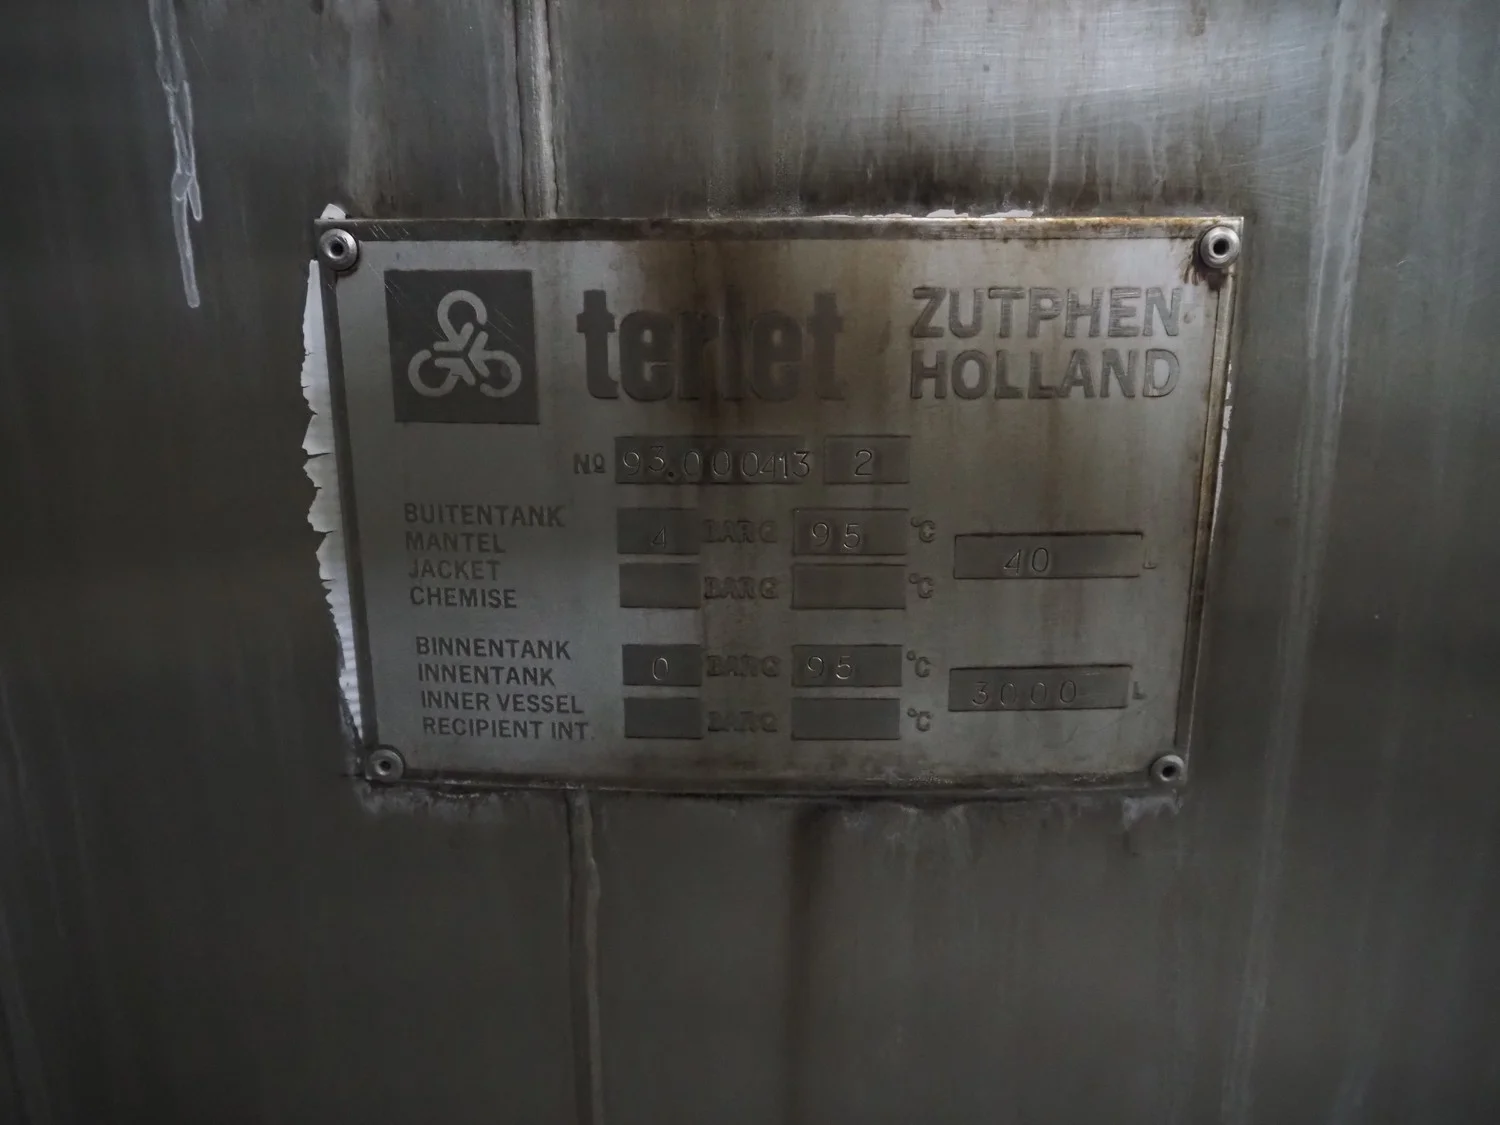 terlet ZUTPHEN
HOLLAND
Nº 93.000413 2
BUITENTANK
MANTEL
JACKET
CHEMISE
4 BARG 95 °C
40 L
BARG °C
BINNENTANK
INNENTANK
INNER VESSEL
RECIPIENT INT.
0 BARG 95 °C
3000 L
BARG °C